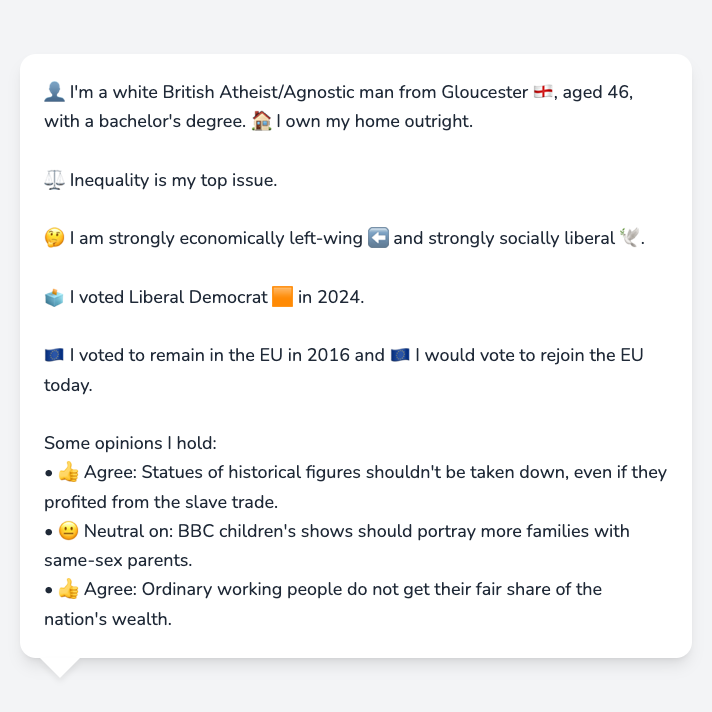 👤 I'm a white British Atheist/Agnostic man from Gloucester 🏴󠁧󠁢󠁥󠁮󠁧󠁿, aged 46,
with a bachelor's degree. 🏠 I own my home outright.
⚖️ Inequality is my top issue.
🤔 I am strongly economically left-wing ⬅️ and strongly socially liberal 🕊️.
🗳️ I voted Liberal Democrat 🟧 in 2024.
🇪🇺 I voted to remain in the EU in 2016 and 🇪🇺 I would vote to rejoin the EU
today.
Some opinions I hold:
• 👍 Agree: Statues of historical figures shouldn't be taken down, even if they
profited from the slave trade.
• 😐 Neutral on: BBC children's shows should portray more families with
same-sex parents.
• 👍 Agree: Ordinary working people do not get their fair share of the
nation's wealth.